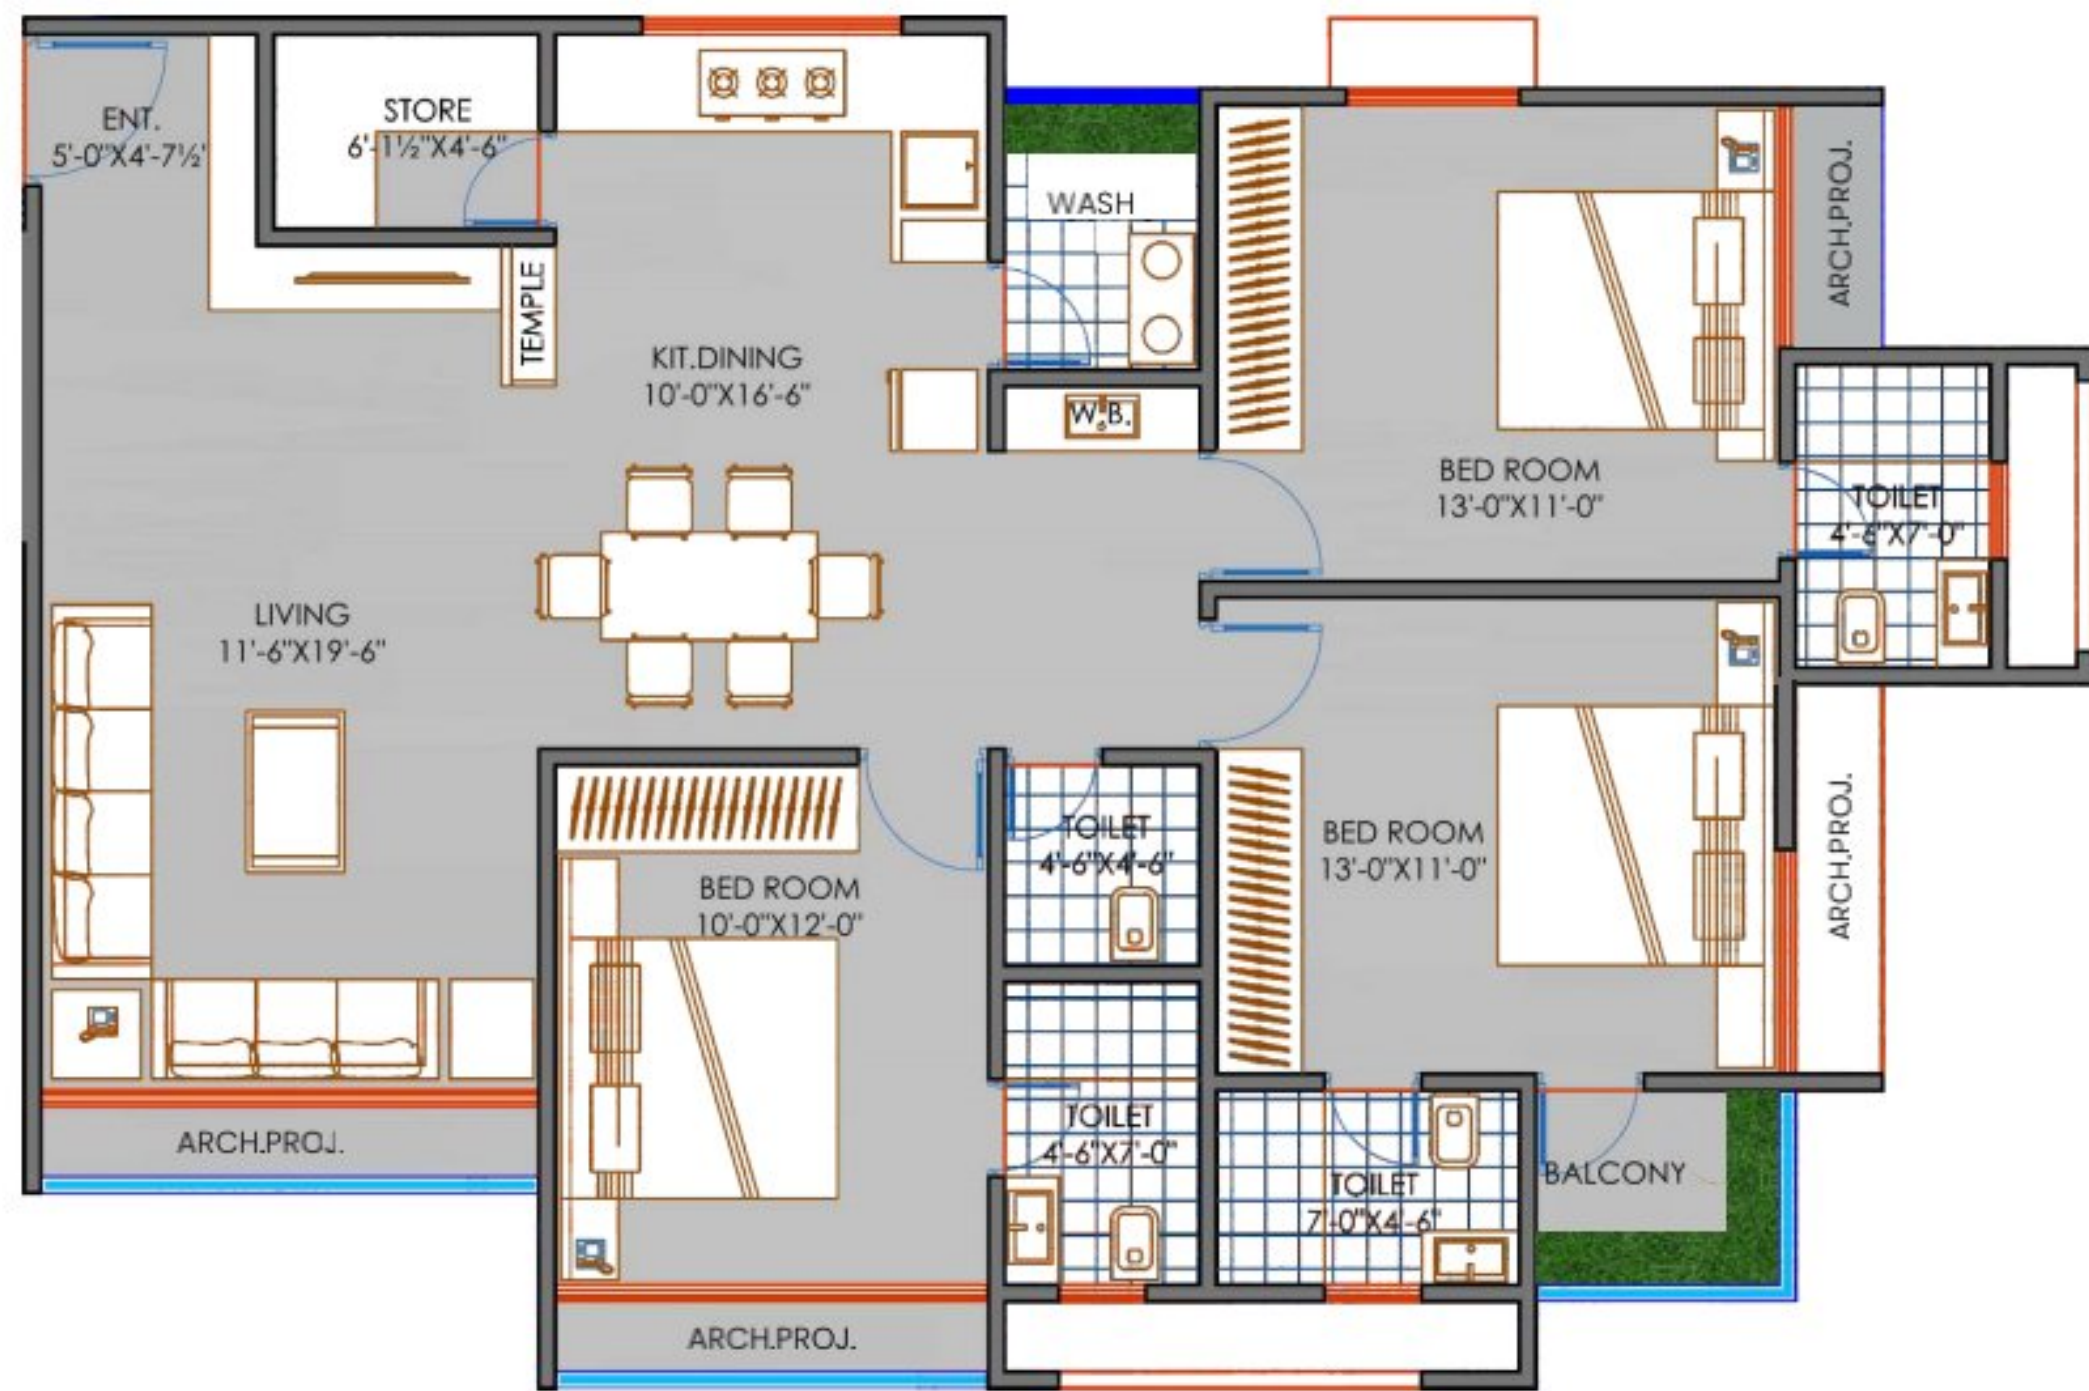 ENT.
5'-0"X4'-7½'
STORE
6'-1½"X4'-6"
WASH
ARCH.PROJ.
TEMPLE
KIT.DINING
10'-0"X16'-6"
W.B.
BED ROOM
13'-0"X11'-0"
TOILET
4'-6"X7'-0"
LIVING
11'-6"X19'-6"
TOILET
4'-6"X4'-6"
BED ROOM
13'-0"X11'-0"
ARCH.PROJ.
BED ROOM
10'-0"X12'-0"
TOILET
4'-6"X7'-0"
ARCH.PROJ.
TOILET
7'-0"X4'-6"
BALCONY
ARCH.PROJ.